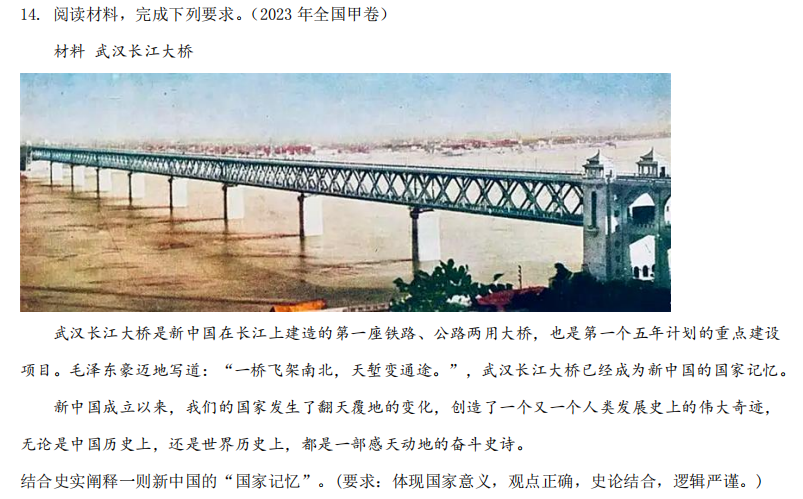 14. 阅读材料，完成下列要求。（2023 年全国甲卷）
材料 武汉长江大桥
武汉长江大桥是新中国在长江上建造的第一座铁路、公路两用大桥，也是第一个五年计划的重点建设
项目。毛泽东豪迈地写道：“一桥飞架南北，天堑变通途。”，武汉长江大桥已经成为新中国的国家记忆。
新中国成立以来，我们的国家发生了翻天覆地的变化，创造了一个又一个人类发展史上的伟大奇迹，
无论是中国历史上，还是世界历史上，都是一部感天动地的奋斗史诗。
结合史实阐释一则新中国的“国家记忆”。(要求：体现国家意义，观点正确，史论结合，逻辑严谨。)